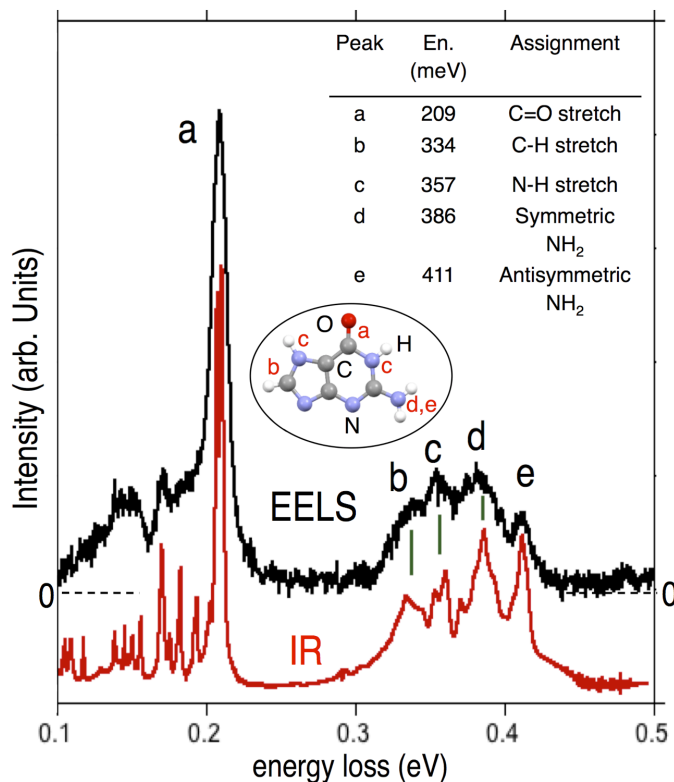 Peak En. Assignment
(meV)
a 209 C=O stretch
b 334 C-H stretch
c 357 N-H stretch
d 386 Symmetric
NH2
e 411 Antisymmetric
NH2
a
O
a
c
H
b
C
c
N
d,e
b
c
d
e
EELS
IR
0
0
Intensity (arb. Units)
0.1 0.2 0.3 0.4 0.5
energy loss (eV)